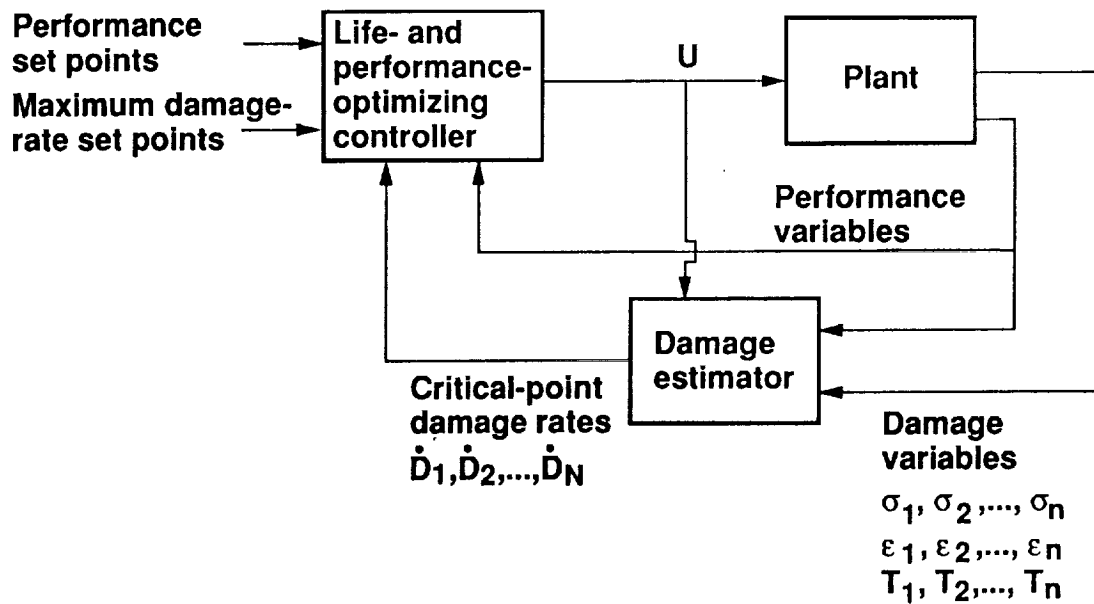 Performance
set points
Maximum damage-
rate set points
Life- and
performance-
optimizing
controller
U
Plant
Performance
variables
Damage
estimator
Critical-point
damage rates
Ḋ1,Ḋ2,...,ḊN
Damage
variables
σ1, σ2,..., σn
ε1, ε2,..., εn
T1, T2,..., Tn